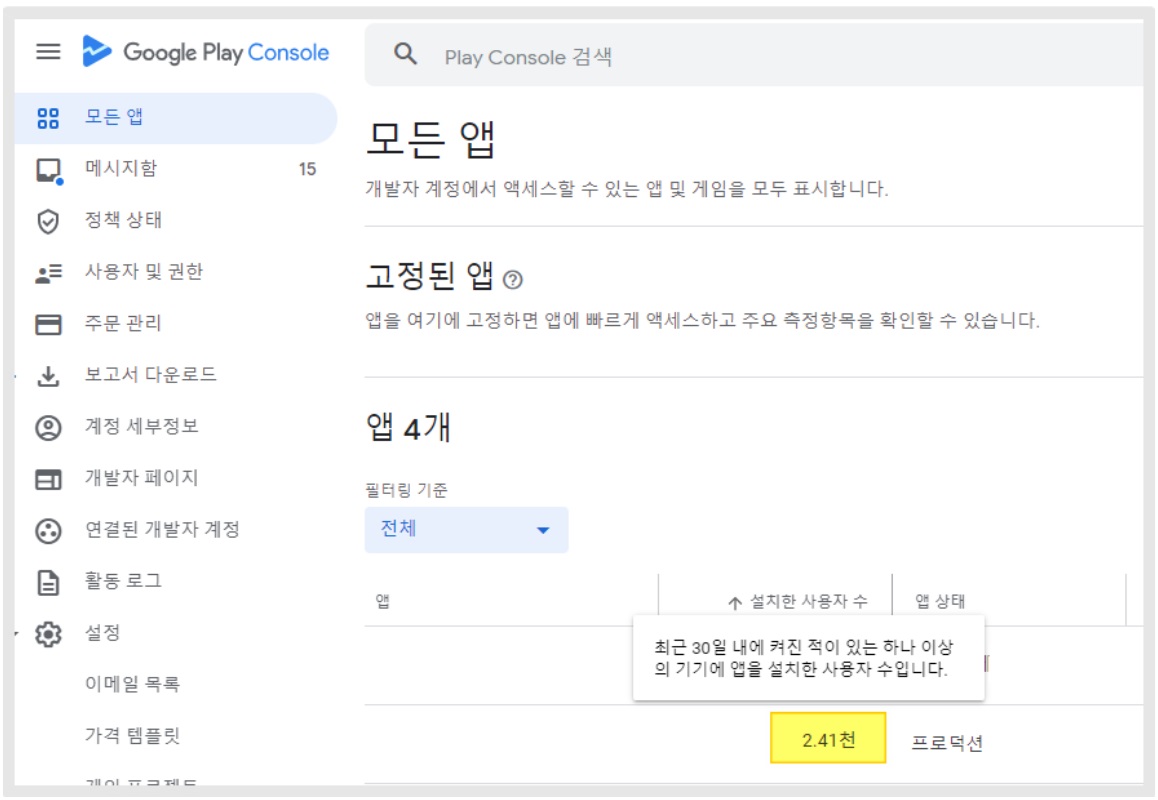 Google Play Console
Play Console 검색
모든 앱
메시지함 15
정책 상태
사용자 및 권한
주문 관리
보고서 다운로드
계정 세부정보
개발자 페이지
연결된 개발자 계정
활동 로그
설정
이메일 목록
가격 템플릿
모든 앱
개발자 계정에서 액세스할 수 있는 앱 및 게임을 모두 표시합니다.
고정된 앱
앱을 여기에 고정하면 앱에 빠르게 액세스하고 주요 측정항목을 확인할 수 있습니다.
앱 4개
필터링 기준
전체
앱 ↑ 설치한 사용자 수 앱 상태
최근 30일 내에 켜진 적이 있는 하나 이상
의 기기에 앱을 설치한 사용자 수입니다.
2.41천 프로덕션